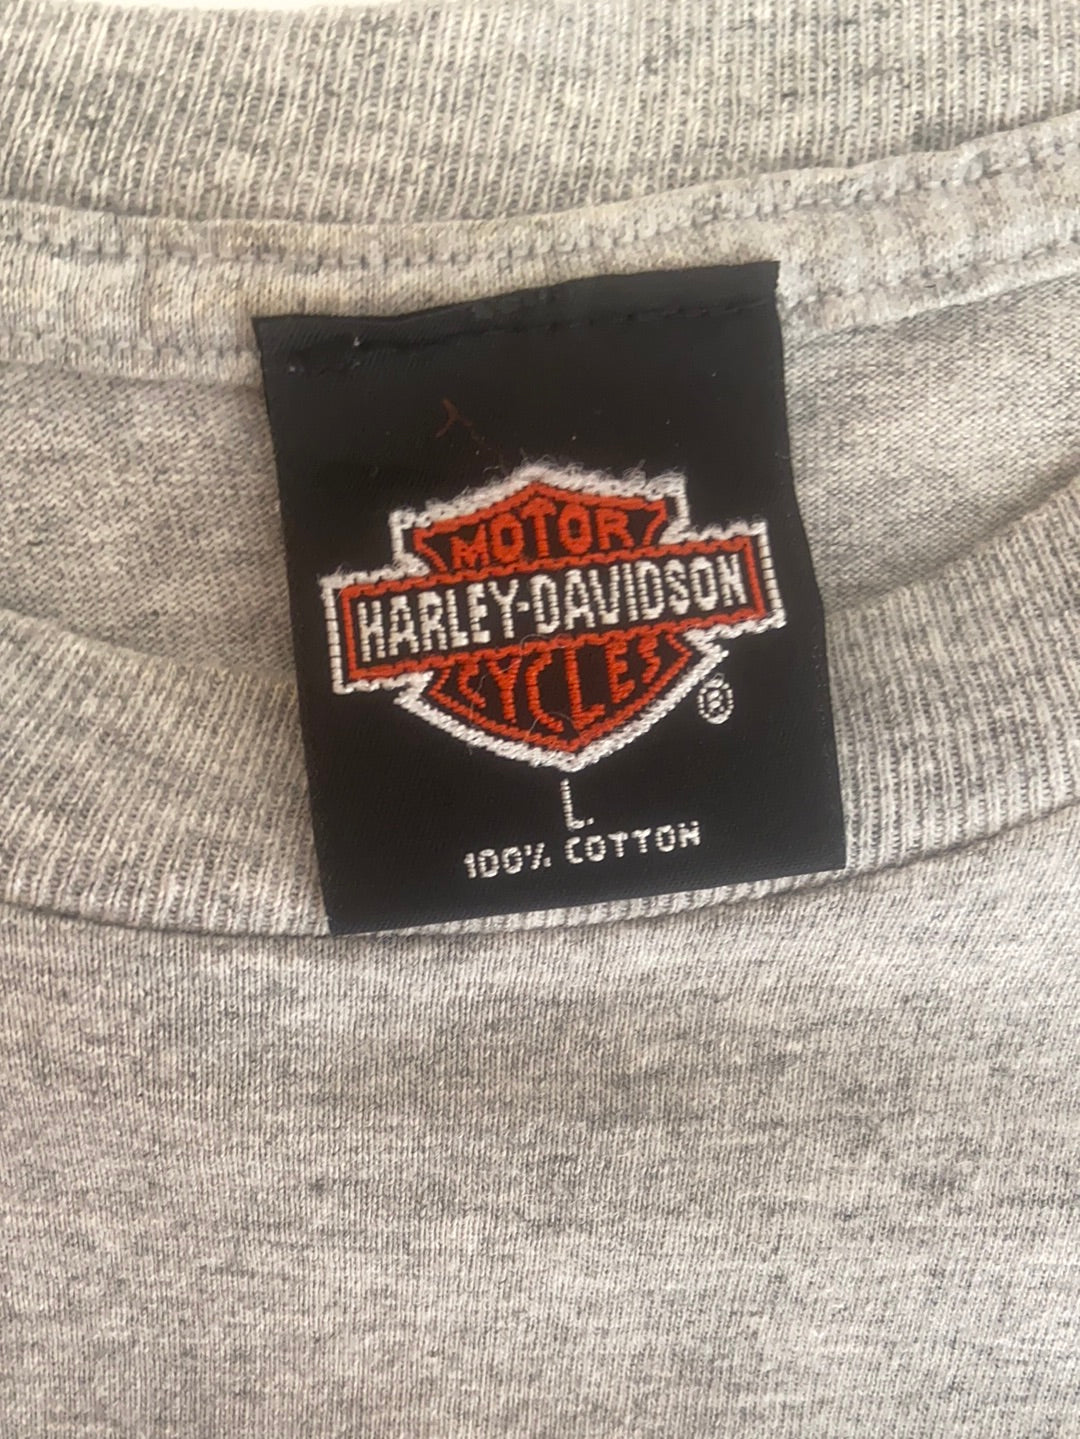 MOTOR
HARLEY-DAVIDSON
CYCLES
®
L.
100% COTTON